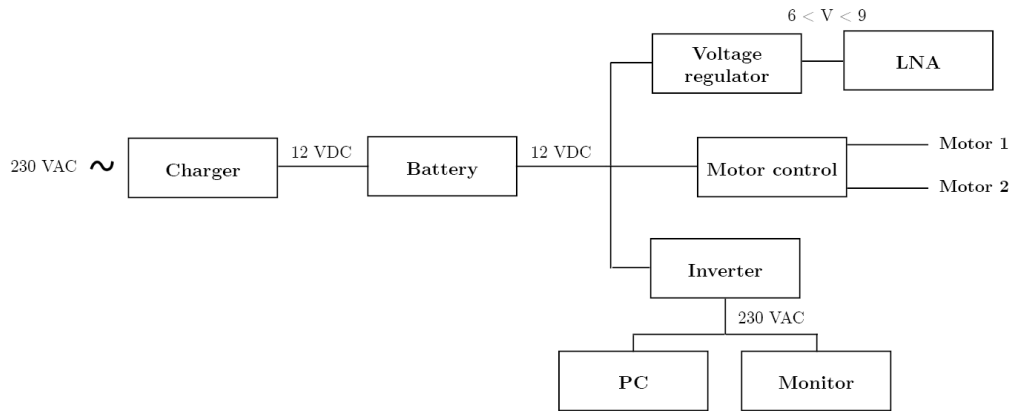 6 < V < 9
Voltage
regulator
LNA
230 VAC ~
Charger
12 VDC
Battery
12 VDC
Motor control
Motor 1
Motor 2
Inverter
230 VAC
PC
Monitor